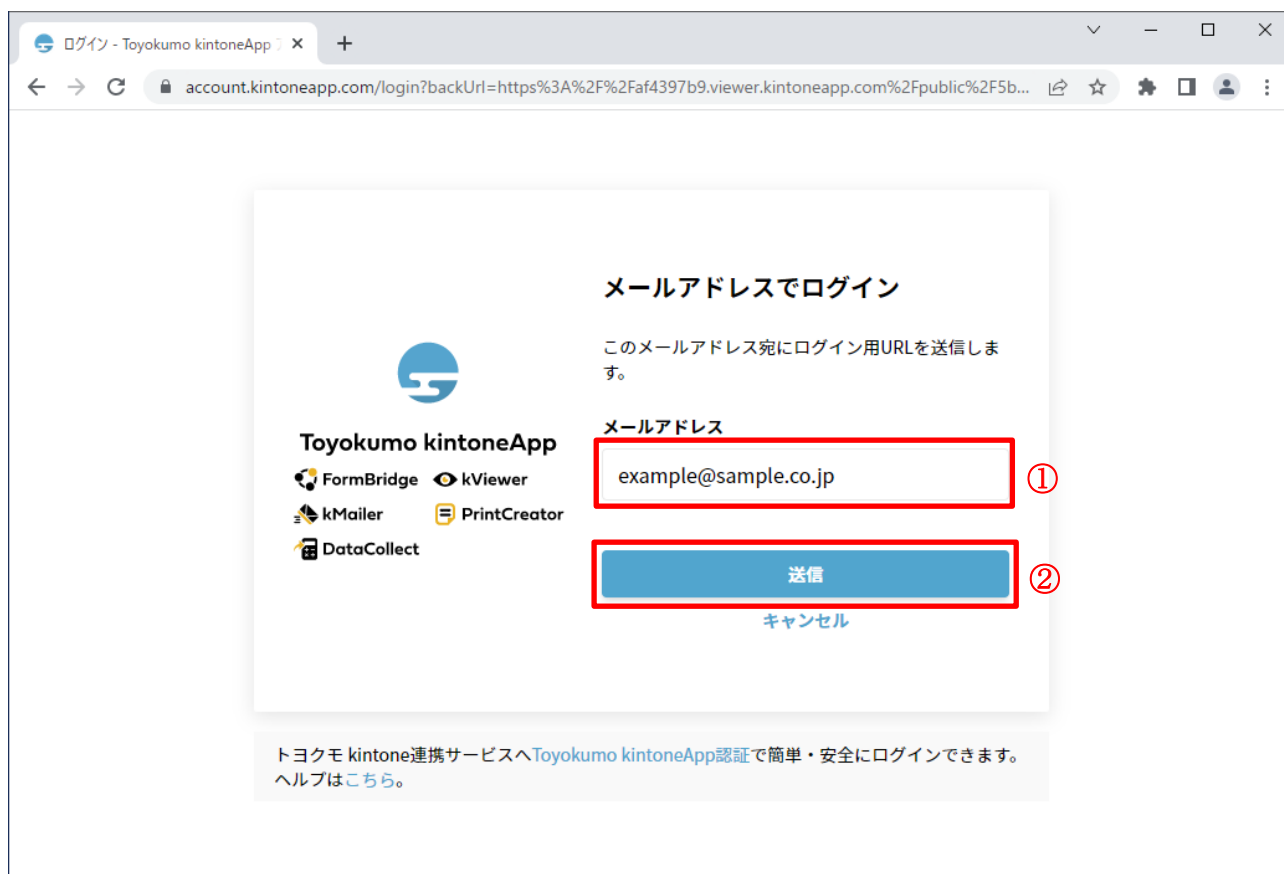 ログイン - Toyokumo kintoneApp
account.kintoneapp.com/login?backUrl=https%3A%2F%2Faf4397b9.viewer.kintoneapp.com%2Fpublic%2F5b...
メールアドレスでログイン
このメールアドレス宛にログイン用URLを送信しま
す。
Toyokumo kintoneApp
FormBridge kViewer
kMailer PrintCreator
DataCollect
メールアドレス
example@sample.co.jp
①
送信
②
キャンセル
トヨクモ kintone連携サービスへToyokumo kintoneApp認証で簡単・安全にログインできます。
ヘルプはこちら。